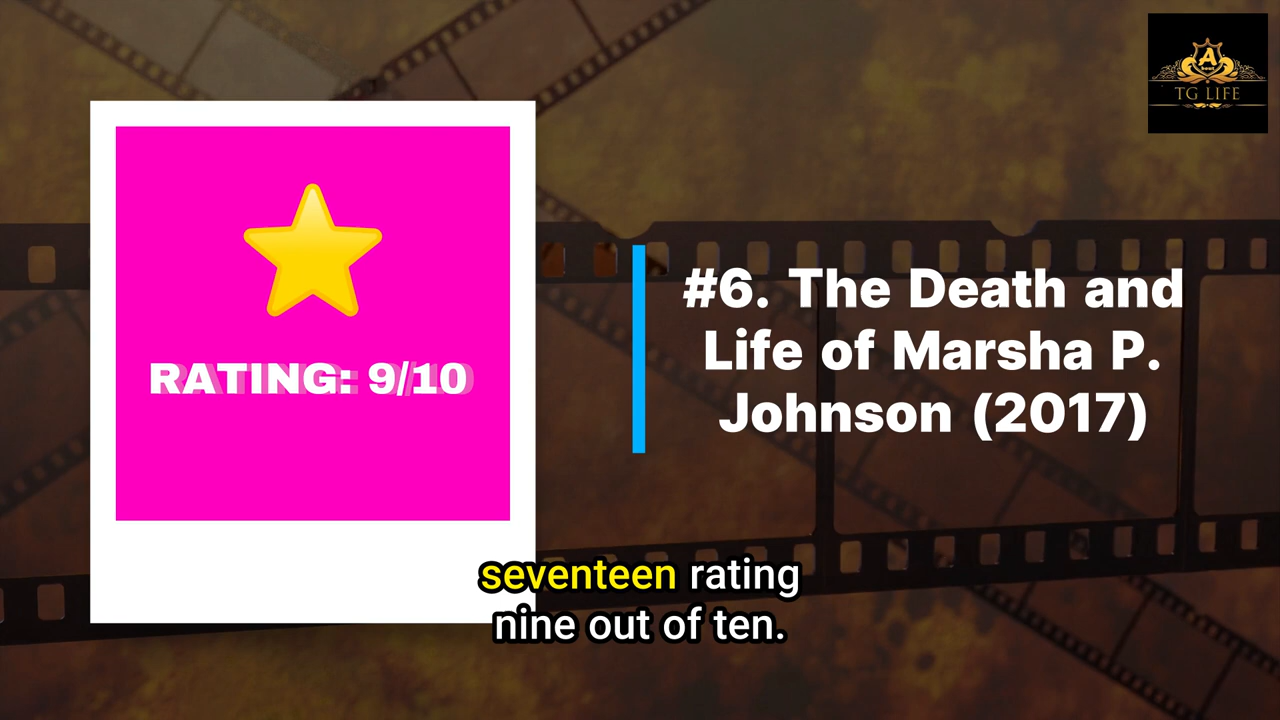 A
TG LIFE
RATING: 9/10
#6. The Death and
Life of Marsha P.
Johnson (2017)
seventeen rating
nine out of ten.